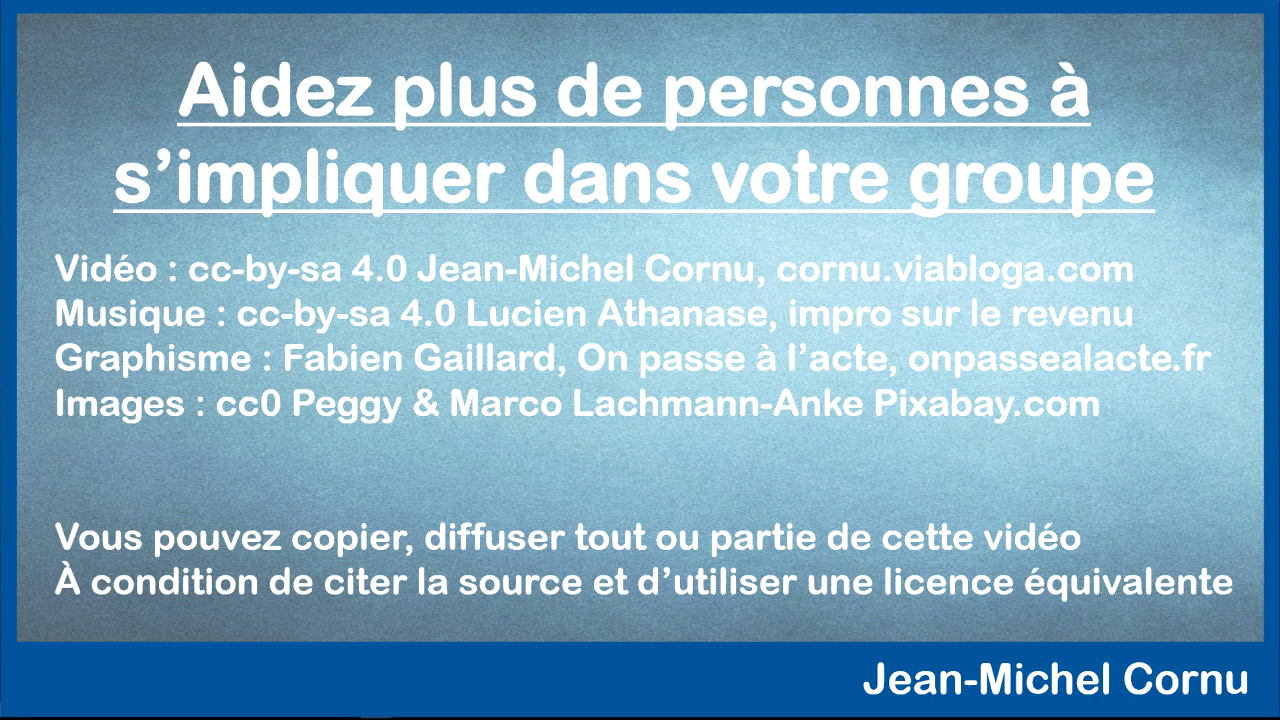 Aidez plus de personnes à
s’impliquer dans votre groupe
Vidéo : cc-by-sa 4.0 Jean-Michel Cornu, cornu.viabloga.com
Musique : cc-by-sa 4.0 Lucien Athanase, impro sur le revenu
Graphisme : Fabien Gaillard, On passe à l’acte, onpassealacte.fr
Images : cc0 Peggy & Marco Lachmann-Anke Pixabay.com
Vous pouvez copier, diffuser tout ou partie de cette vidéo
À condition de citer la source et d’utiliser une licence équivalente
Jean-Michel Cornu